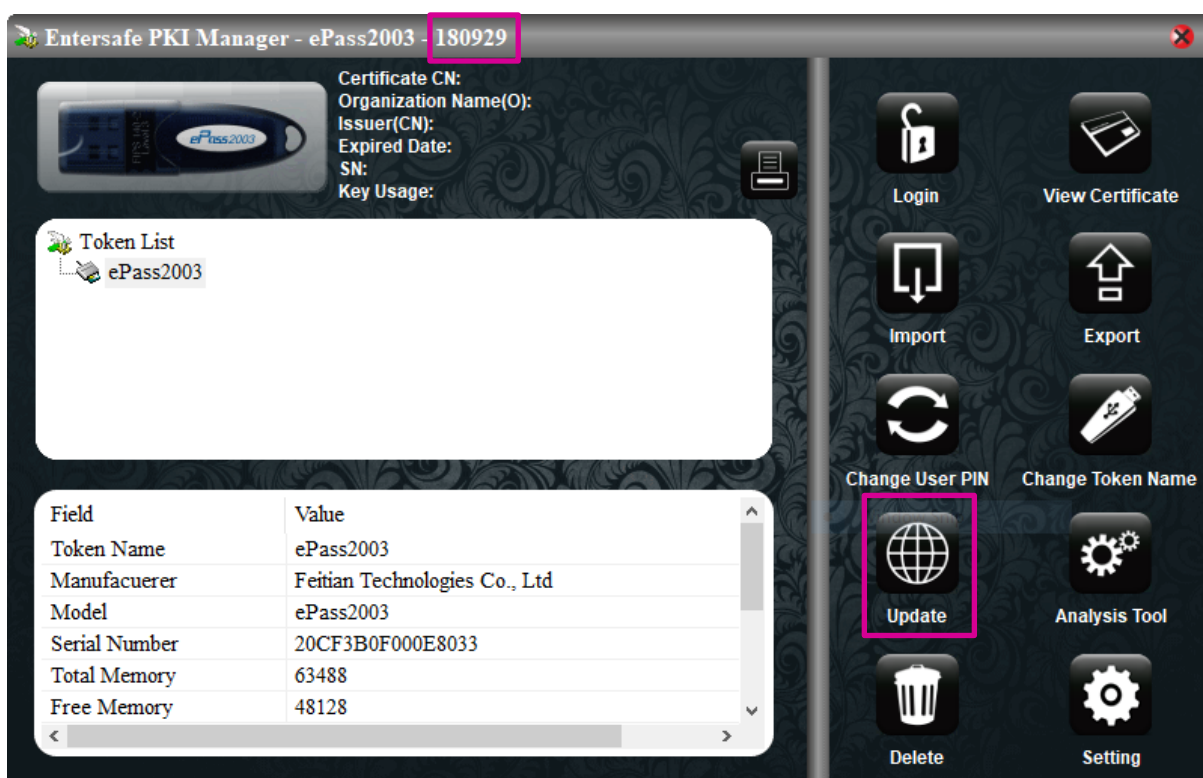 Entersafe PKI Manager - ePass2003 - 180929
ePass2003
Certificate CN:
Organization Name(O):
Issuer(CN):
Expired Date:
SN:
Key Usage:
Token List
ePass2003
Field Value
Token Name ePass2003
Manufacuerer Feitian Technologies Co., Ltd
Model ePass2003
Serial Number 20CF3B0F000E8033
Total Memory 63488
Free Memory 48128
Login
View Certificate
Import
Export
Change User PIN
Change Token Name
Update
Analysis Tool
Delete
Setting